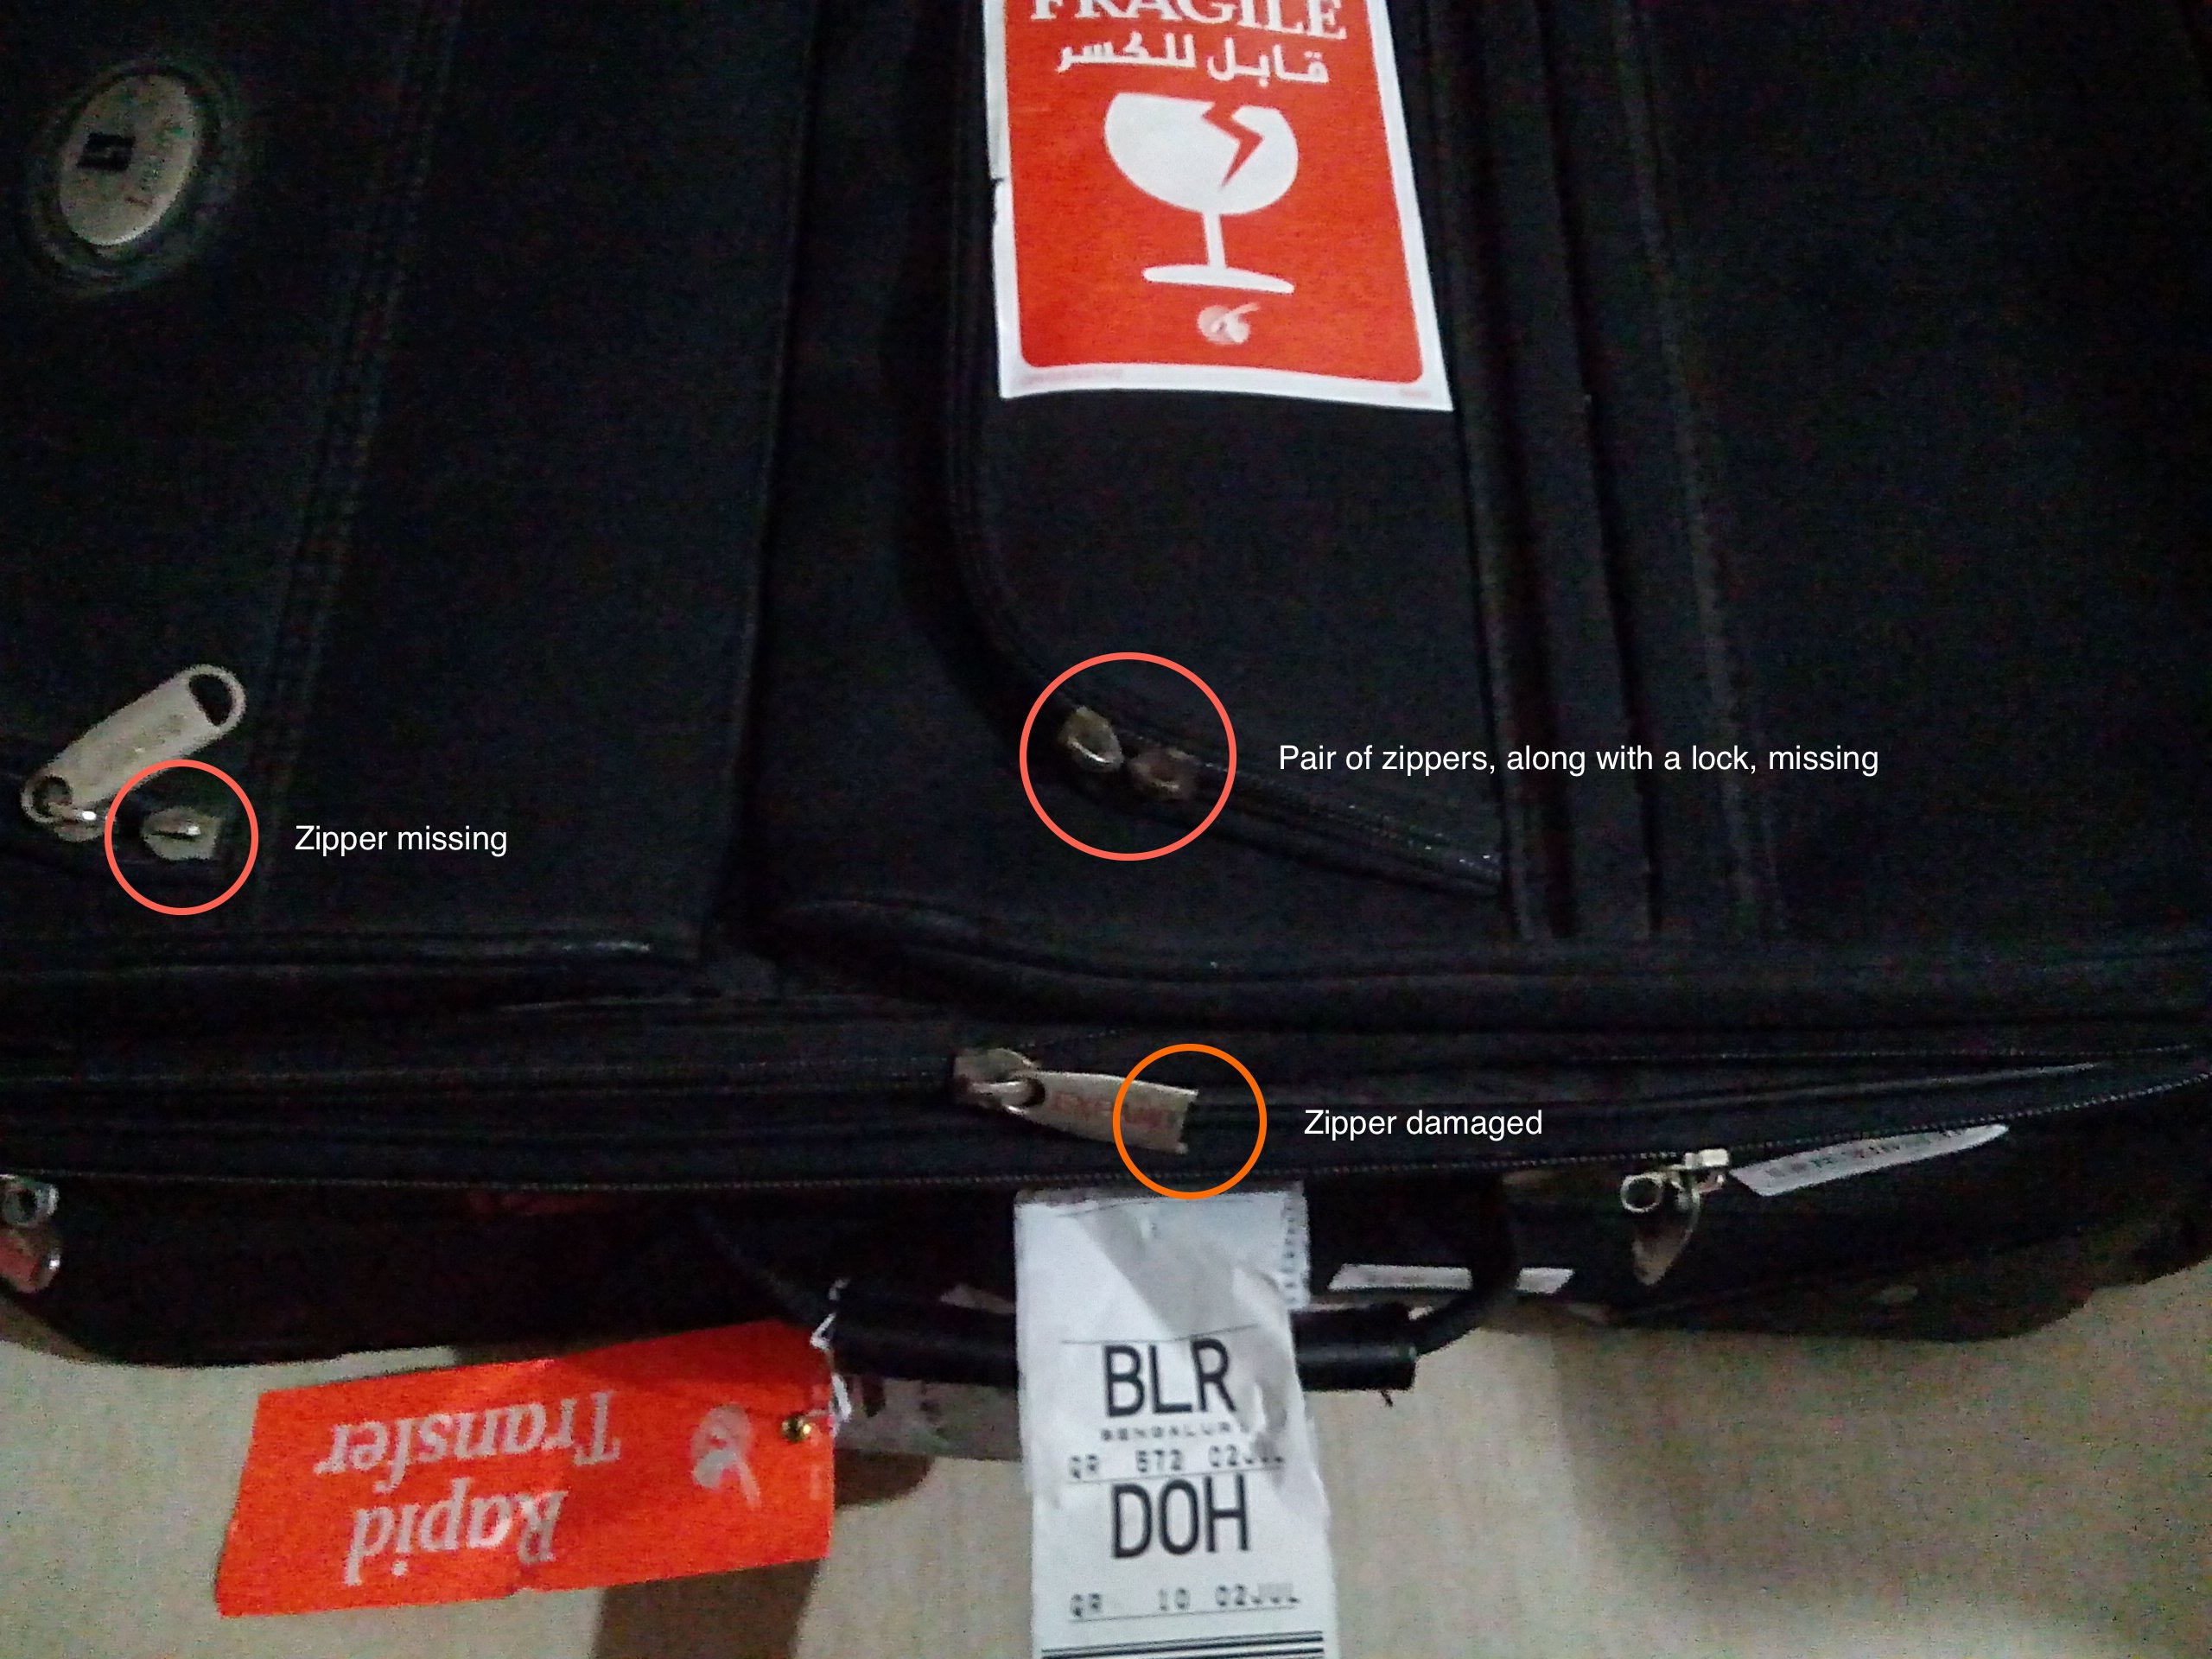 FRAGILE
قابل للكسر
Pair of zippers, along with a lock, missing
Zipper missing
Zipper damaged
Rapid
Transfer
BLR
BENGALUR
QR 572 02JUL
DOH
QR 10 02JUL